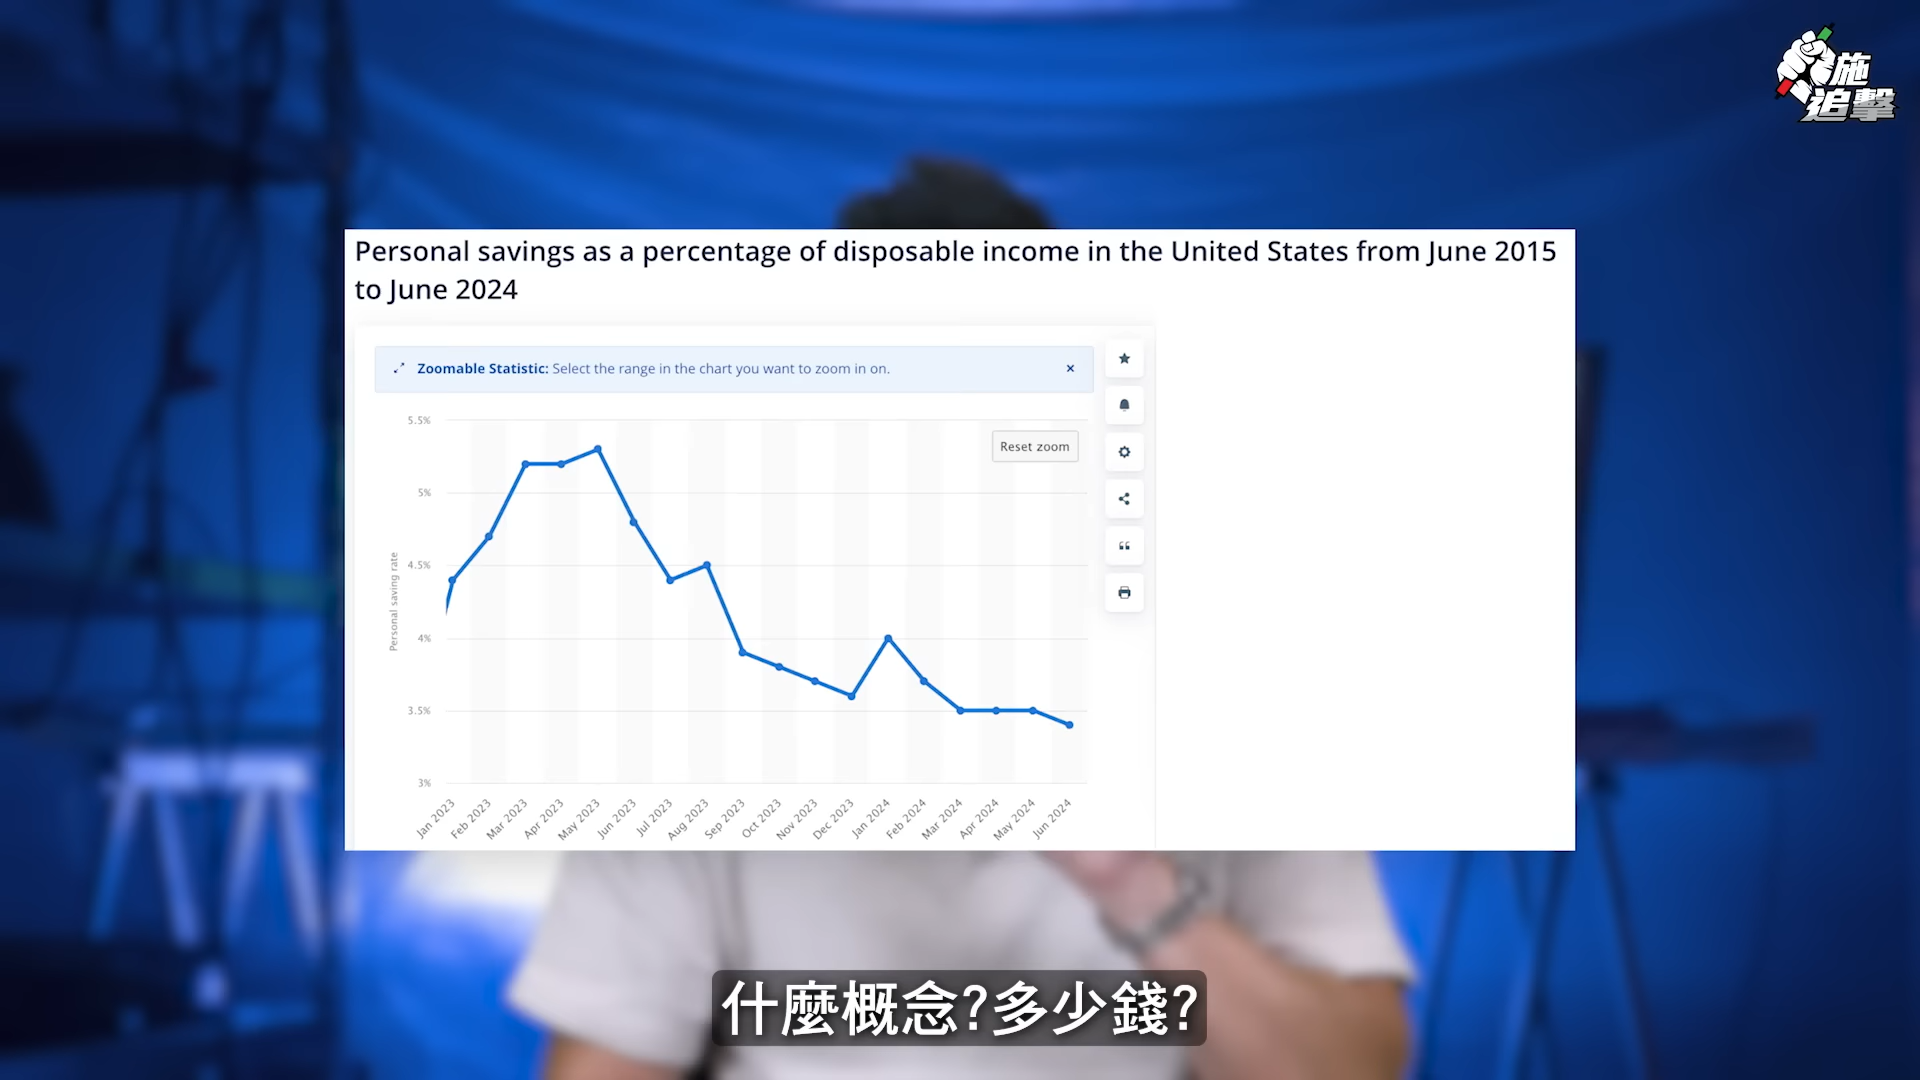 施
追擊
Personal savings as a percentage of disposable income in the United States from June 2015
to June 2024
Zoomable Statistic: Select the range in the chart you want to zoom in on.
×
Reset zoom
Personal saving rate
5.5%
5%
4.5%
4%
3.5%
3%
Jan 2023
Feb 2023
Mar 2023
Apr 2023
May 2023
Jun 2023
Jul 2023
Aug 2023
Sep 2023
Oct 2023
Nov 2023
Dec 2023
Jan 2024
Feb 2024
Mar 2024
Apr 2024
May 2024
Jun 2024
什麼概念?多少錢?